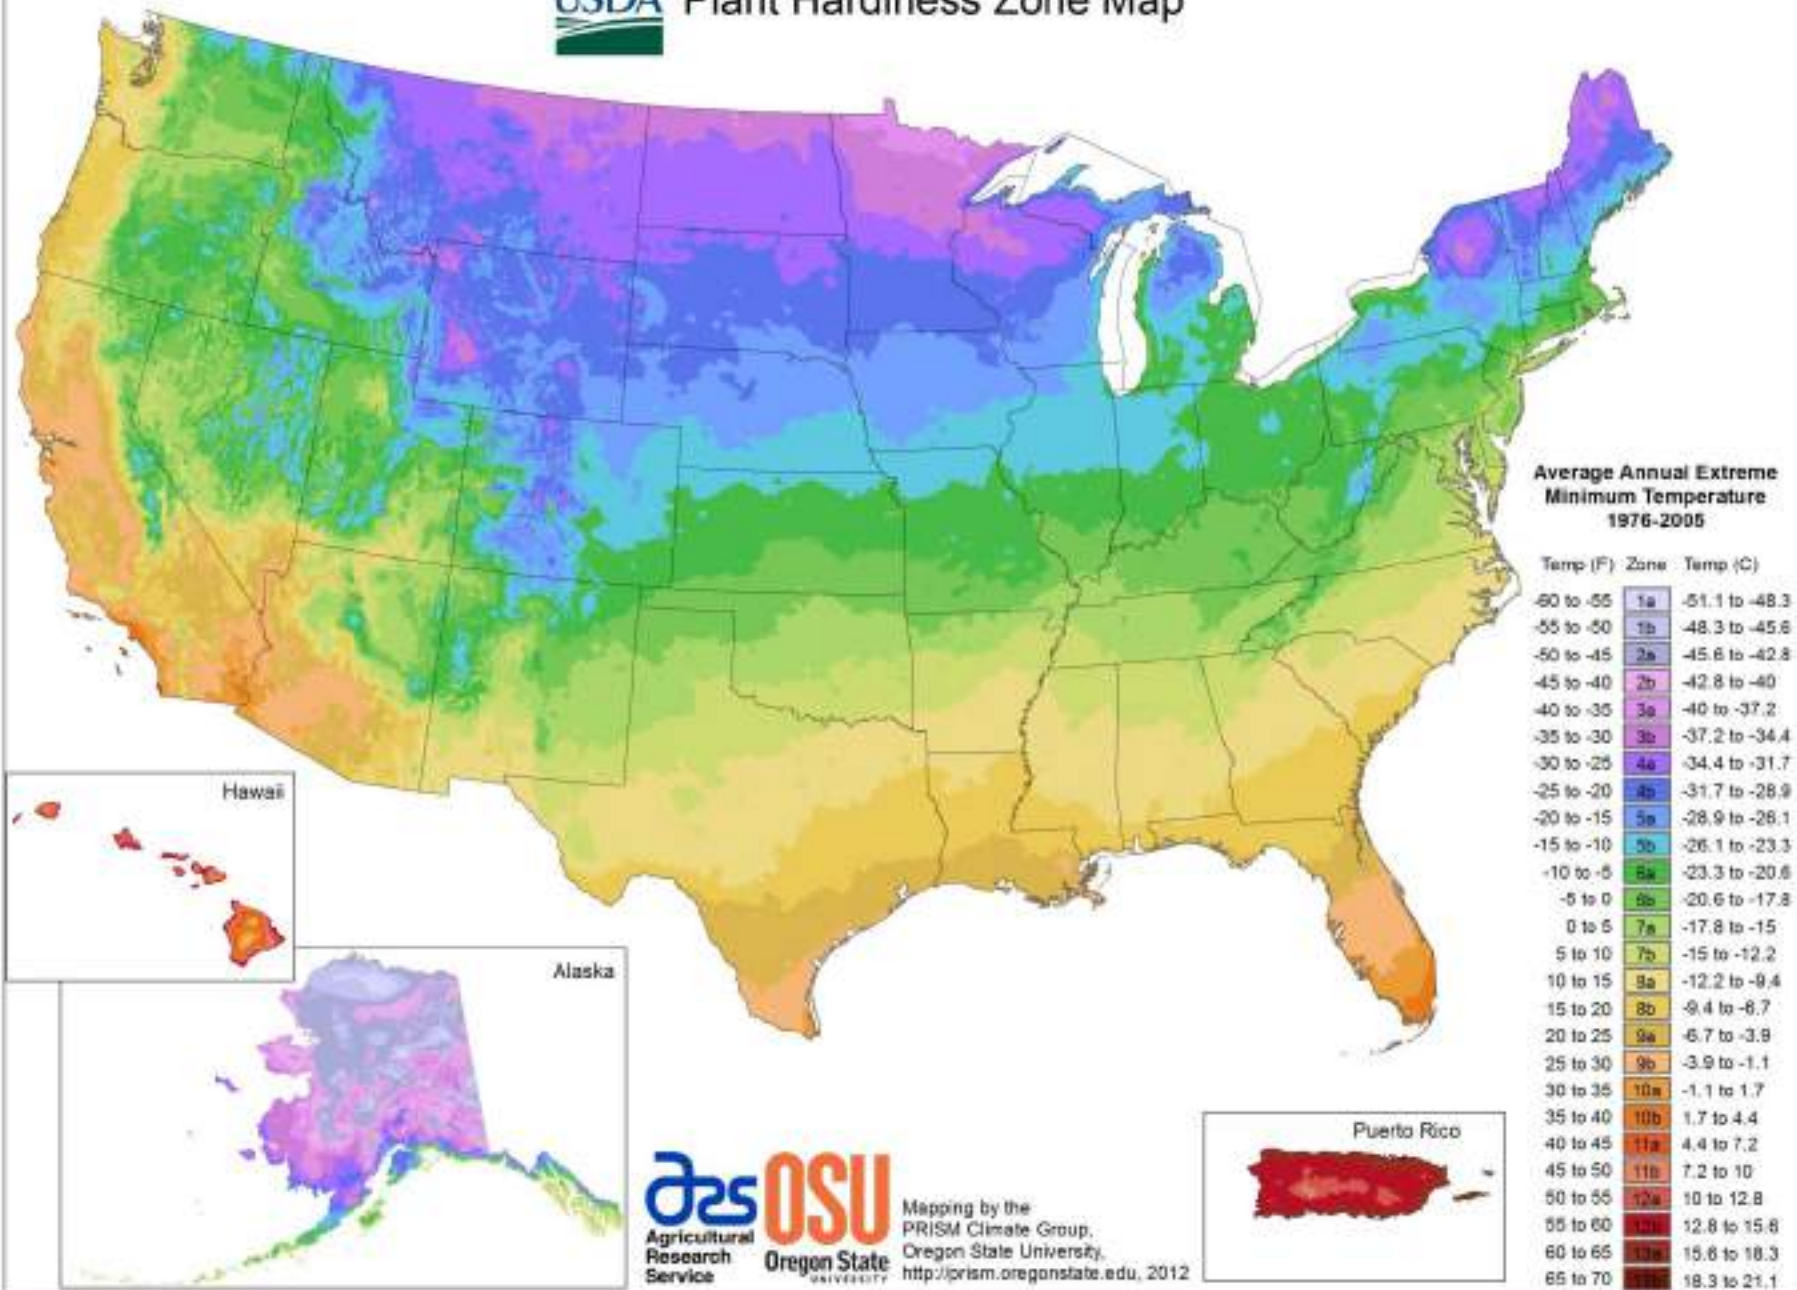 USDA Plant Hardiness Zone Map
Average Annual Extreme
Minimum Temperature
1976-2005
Temp (F) Zone Temp (C)
-60 to -55 1a -51.1 to -48.3
-55 to -50 1b -48.3 to -45.6
-50 to -45 2a -45.6 to -42.8
-45 to -40 2b -42.8 to -40
-40 to -35 3a -40 to -37.2
-35 to -30 3b -37.2 to -34.4
-30 to -25 4a -34.4 to -31.7
-25 to -20 4b -31.7 to -28.9
-20 to -15 5a -28.9 to -26.1
-15 to -10 5b -26.1 to -23.3
-10 to -5 6a -23.3 to -20.6
-5 to 0 6b -20.6 to -17.8
0 to 5 7a -17.8 to -15
5 to 10 7b -15 to -12.2
10 to 15 8a -12.2 to -9.4
15 to 20 8b -9.4 to -6.7
20 to 25 9a -6.7 to -3.9
25 to 30 9b -3.9 to -1.1
30 to 35 10a -1.1 to 1.7
35 to 40 10b 1.7 to 4.4
40 to 45 11a 4.4 to 7.2
45 to 50 11b 7.2 to 10
50 to 55 12a 10 to 12.8
55 to 60 12b 12.8 to 15.6
60 to 65 13a 15.6 to 18.3
65 to 70 13b 18.3 to 21.1
Hawaii
Alaska
Puerto Rico
ars
Agricultural
Research
Service
OSU
Oregon State
UNIVERSITY
Mapping by the
PRISM Climate Group,
Oregon State University,
http://prism.oregonstate.edu, 2012